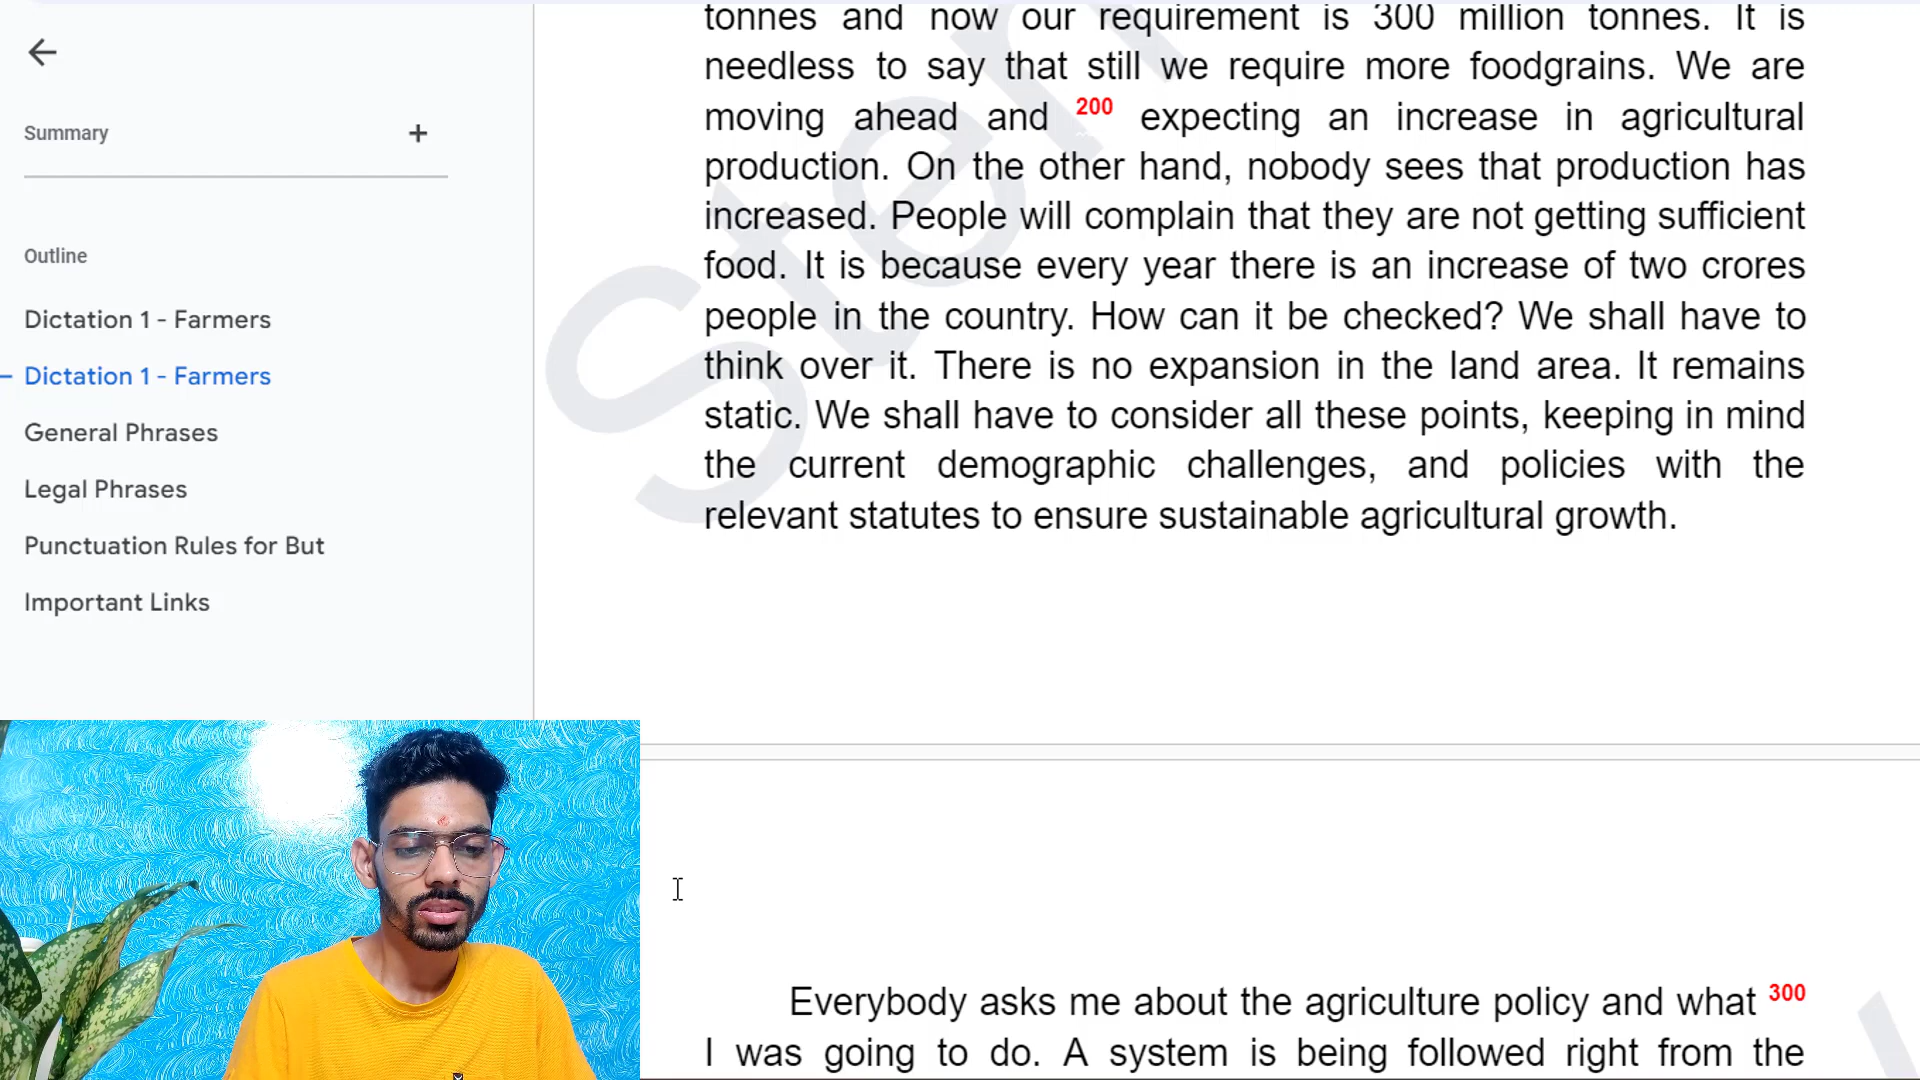 Summary
Outline
Dictation 1 - Farmers
Dictation 1 - Farmers
General Phrases
Legal Phrases
Punctuation Rules for But
Important Links
tonnes and now our requirement is 300 million tonnes. It is
needless to say that still we require more foodgrains. We are
moving ahead and 200 expecting an increase in agricultural
production. On the other hand, nobody sees that production has
increased. People will complain that they are not getting sufficient
food. It is because every year there is an increase of two crores
people in the country. How can it be checked? We shall have to
think over it. There is no expansion in the land area. It remains
static. We shall have to consider all these points, keeping in mind
the current demographic challenges, and policies with the
relevant statutes to ensure sustainable agricultural growth.
Everybody asks me about the agriculture policy and what 300
I was going to do. A system is being followed right from the